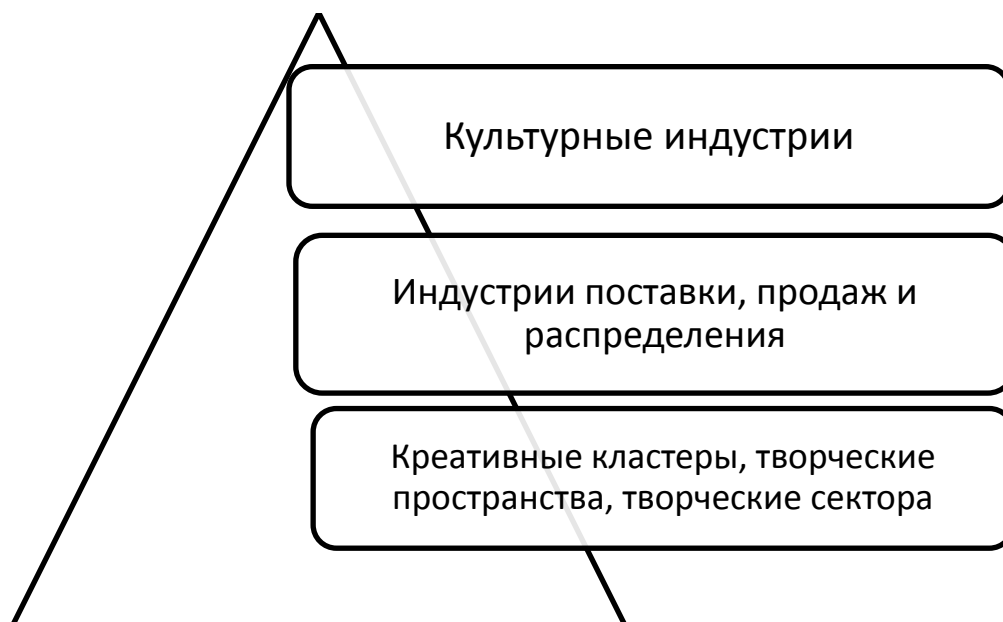 Культурные индустрии
Индустрии поставки, продаж и
распределения
Креативные кластеры, творческие
пространства, творческие сектора